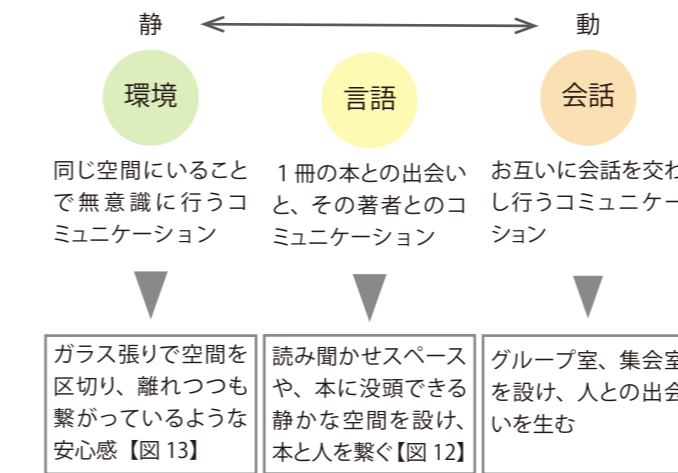 静 動
環境
同じ空間にいること
で無意識に行うコ
ミュニケーション
ガラス張りで空間を
区切り、離れつつも
繋がっているような
安心感【図 13】
言語
1 冊の本との出会い
と、その著者とのコ
ミュニケーション
読み聞かせスペース
や、本に没頭できる
静かな空間を設け、
本と人を繋ぐ【図 12】
会話
お互いに会話を交わ
し行うコミュニケー
ション
グループ室、集会室
を設け、人との出会
いを生む